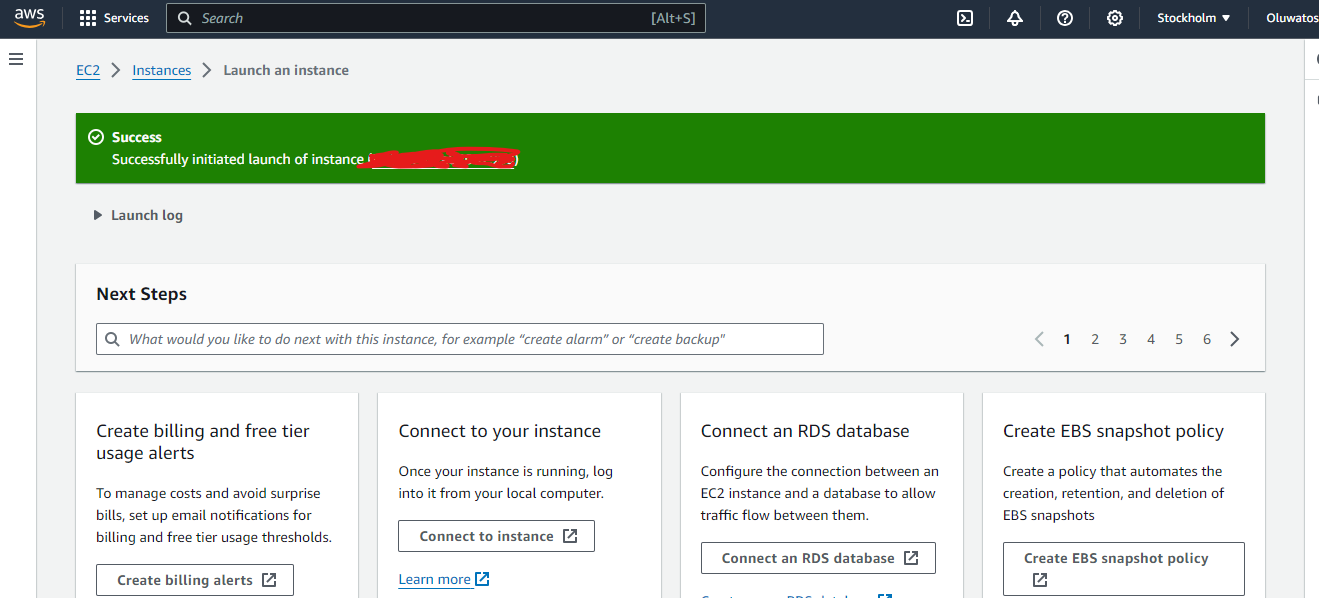 aws
Services
Search
[Alt+S]
Stockholm
Oluwatos
EC2
Instances
Launch an instance
Success
Successfully initiated launch of instance (
)
Launch log
Next Steps
What would you like to do next with this instance, for example “create alarm” or “create backup”
1 2 3 4 5 6
Create billing and free tier
usage alerts
To manage costs and avoid surprise
bills, set up email notifications for
billing and free tier usage thresholds.
Create billing alerts
Connect to your instance
Once your instance is running, log
into it from your local computer.
Connect to instance
Learn more
Connect an RDS database
Configure the connection between an
EC2 instance and a database to allow
traffic flow between them.
Connect an RDS database
Create EBS snapshot policy
Create a policy that automates the
creation, retention, and deletion of
EBS snapshots
Create EBS snapshot policy